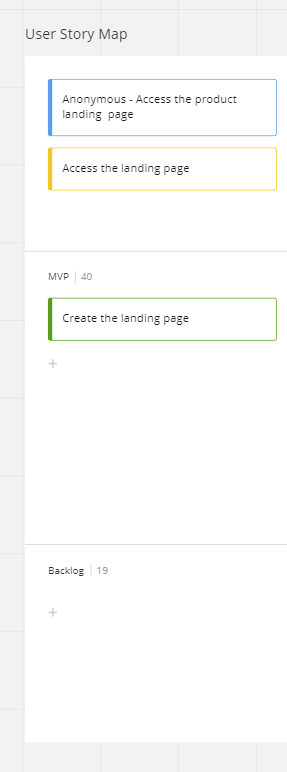 User Story Map
Anonymous - Access the product
landing  page
Access the landing page
MVP | 40
Create the landing page
+
Backlog | 19
+